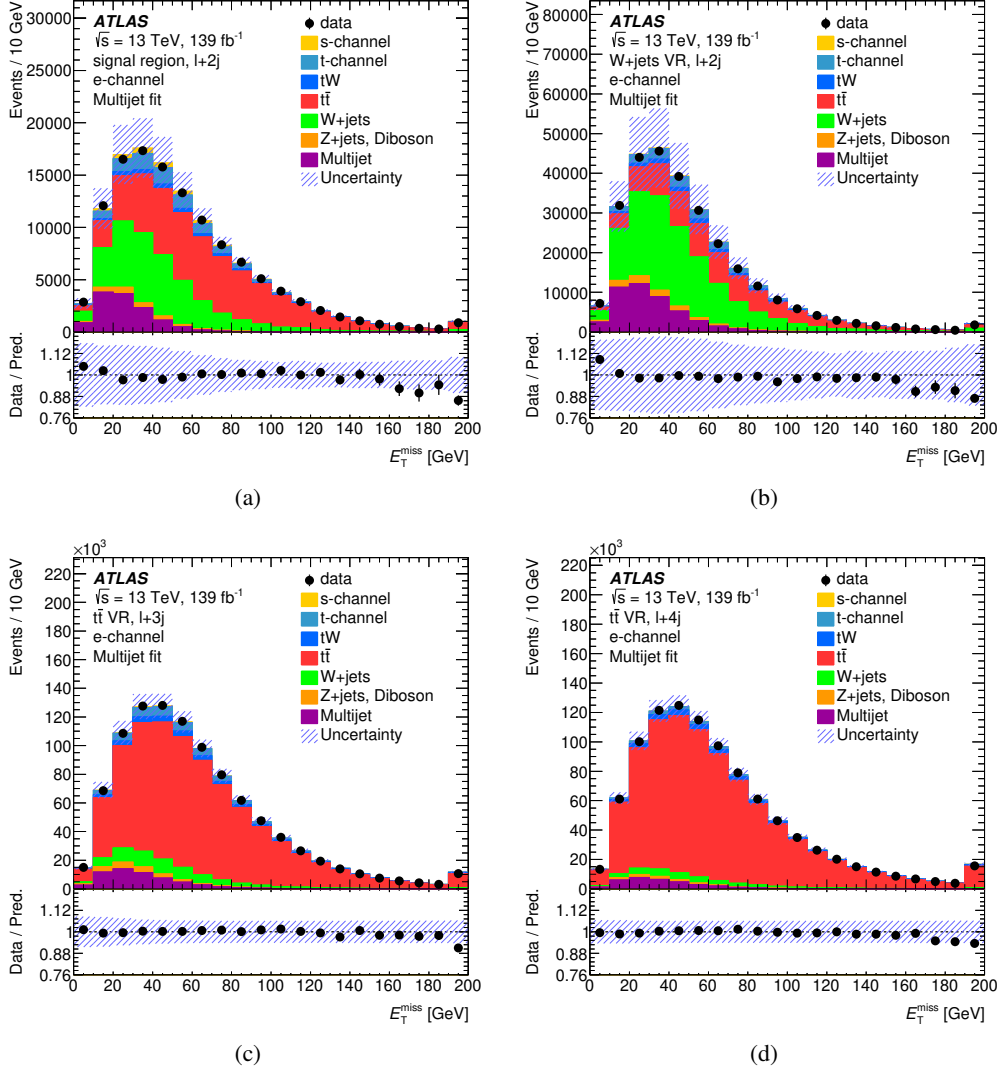 Events / 10 GeV
30000
25000
20000
15000
10000
5000
0
ATLAS
√s = 13 TeV, 139 fb⁻¹
signal region, l+2j
e-channel
Multijet fit
data
s-channel
t-channel
tW
tt̄
W+jets
Z+jets, Diboson
Multijet
Uncertainty
Data / Pred.
1.12
1
0.88
0.76
0 20 40 60 80 100 120 140 160 180 200
E_T^miss [GeV]
(a)
Events / 10 GeV
80000
70000
60000
50000
40000
30000
20000
10000
0
ATLAS
√s = 13 TeV, 139 fb⁻¹
W+jets VR, l+2j
e-channel
Multijet fit
data
s-channel
t-channel
tW
tt̄
W+jets
Z+jets, Diboson
Multijet
Uncertainty
Data / Pred.
1.12
1
0.88
0.76
0 20 40 60 80 100 120 140 160 180 200
E_T^miss [GeV]
(b)
×10³
Events / 10 GeV
220
200
180
160
140
120
100
80
60
40
20
0
ATLAS
√s = 13 TeV, 139 fb⁻¹
tt̄ VR, l+3j
e-channel
Multijet fit
data
s-channel
t-channel
tW
tt̄
W+jets
Z+jets, Diboson
Multijet
Uncertainty
Data / Pred.
1.12
1
0.88
0.76
0 20 40 60 80 100 120 140 160 180 200
E_T^miss [GeV]
(c)
×10³
Events / 10 GeV
220
200
180
160
140
120
100
80
60
40
20
0
ATLAS
√s = 13 TeV, 139 fb⁻¹
tt̄ VR, l+4j
e-channel
Multijet fit
data
s-channel
t-channel
tW
tt̄
W+jets
Z+jets, Diboson
Multijet
Uncertainty
Data / Pred.
1.12
1
0.88
0.76
0 20 40 60 80 100 120 140 160 180 200
E_T^miss [GeV]
(d)